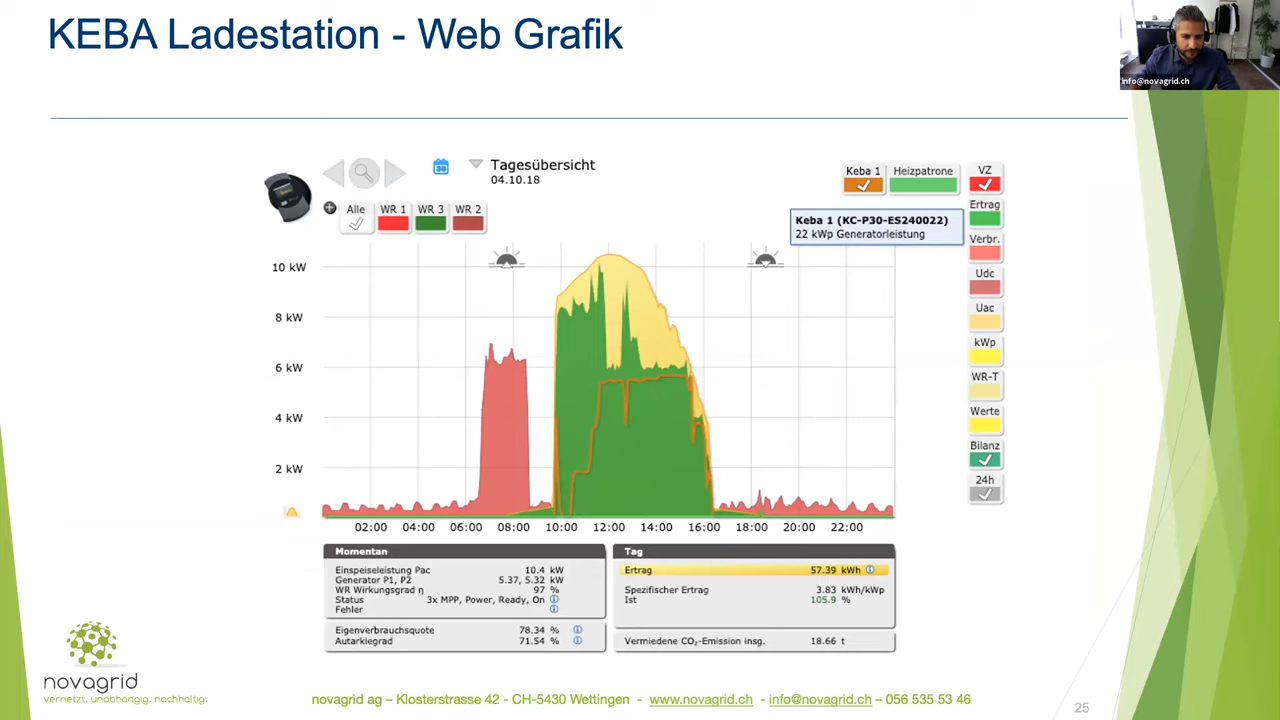 KEBA Ladestation - Web Grafik
info@novagrid.ch
30
Tagesübersicht
04.10.18
Alle WR 1 WR 3 WR 2
Keba 1 Heizpatrone VZ
Keba 1 (KC-P30-ES240022)
22 kWp Generatorleistung
Ertrag
Verbr.
Udc
Uac
kWp
WR-T
Werte
Bilanz
24h
10 kW
8 kW
6 kW
4 kW
2 kW
02:00 04:00 06:00 08:00 10:00 12:00 14:00 16:00 18:00 20:00 22:00
Momentan
Einspeiseleistung Pac 10.4 kW
Generator P1, P2 5.37, 5.32 kW
WR Wirkungsgrad η 97 %
Status 3x MPP, Power, Ready, On
Fehler
Eigenverbrauchsquote 78.34 %
Autarkiegrad 71.54 %
Tag
Ertrag 57.39 kWh
Spezifischer Ertrag 3.83 kWh/kWp
Ist 105.9 %
Vermiedene CO₂-Emission insg. 18.66 t
novagrid
vernetzt, unabhängig, nachhaltig.
novagrid ag – Klosterstrasse 42 - CH-5430 Wettingen - www.novagrid.ch - info@novagrid.ch – 056 535 53 46
25